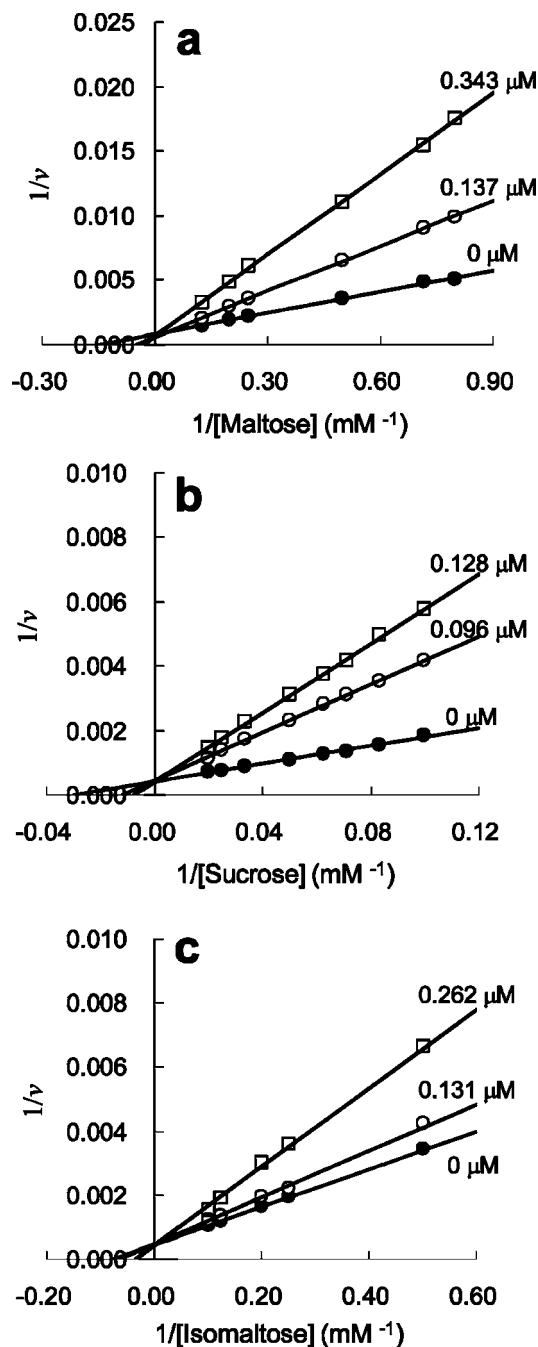 a
0.025
0.020
0.015
0.010
0.005
0.000
1/v
0.343 μM
0.137 μM
0 μM
-0.30 0.00 0.30 0.60 0.90
1/[Maltose] (mM -1)
b
0.010
0.008
0.006
0.004
0.002
0.000
1/v
0.128 μM
0.096 μM
0 μM
-0.04 0.00 0.04 0.08 0.12
1/[Sucrose] (mM -1)
c
0.010
0.008
0.006
0.004
0.002
0.000
1/v
0.262 μM
0.131 μM
0 μM
-0.20 0.00 0.20 0.40 0.60
1/[Isomaltose] (mM -1)